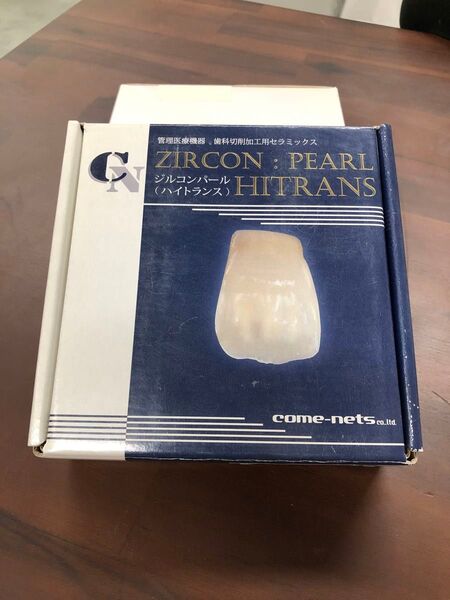 CN
管理医療機器 歯科切削加工用セラミックス
ZIRCON : PEARL
ジルコンパール
(ハイトランス)
HITRANS
come-nets co.,ltd.